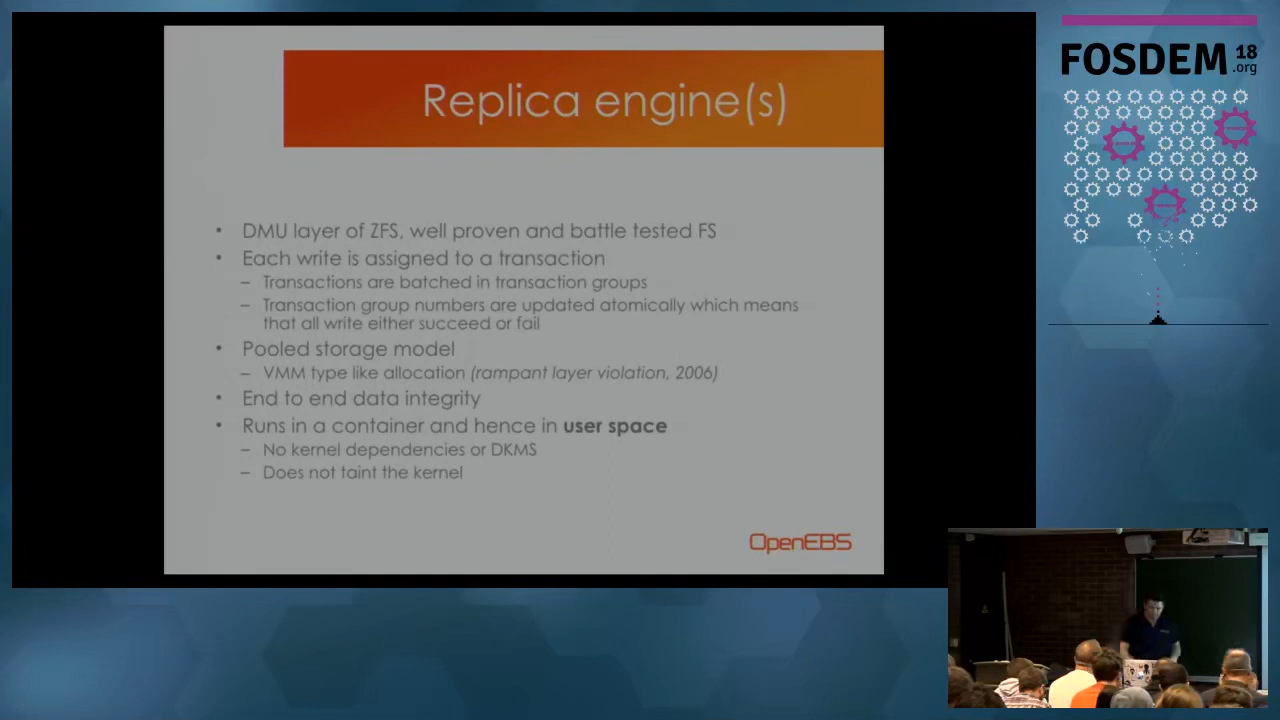 Replica engine(s)
• DMU layer of ZFS, well proven and battle tested FS
• Each write is assigned to a transaction
– Transactions are batched in transaction groups
– Transaction group numbers are updated atomically which means
that all write either succeed or fail
• Pooled storage model
– VMM type like allocation (rampant layer violation, 2006)
• End to end data integrity
• Runs in a container and hence in user space
– No kernel dependencies or DKMS
– Does not taint the kernel
OpenEBS
FOSDEM 18
.org